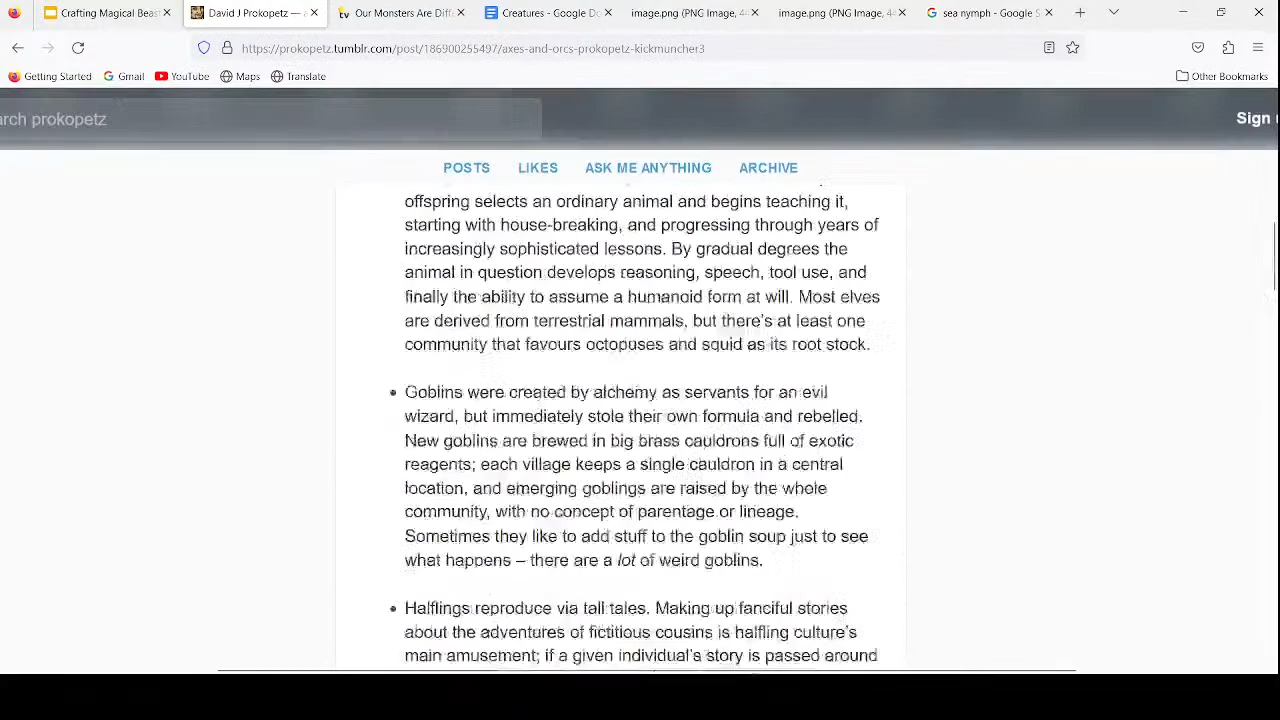 Crafting Magical Beas
David J Prokopetz —
tv Our Monsters Are Diffe
Creatures - Google Do
image.png (PNG Image, 4
image.png (PNG Image, 4
sea nymph - Google S
https://prokopetz.tumblr.com/post/186900255497/axes-and-orcs-prokopetz-kickmuncher3
Getting Started
Gmail
YouTube
Maps
Translate
Other Bookmarks
arch prokopetz
Sign
POSTS LIKES ASK ME ANYTHING ARCHIVE
offspring selects an ordinary animal and begins teaching it,
starting with house-breaking, and progressing through years of
increasingly sophisticated lessons. By gradual degrees the
animal in question develops reasoning, speech, tool use, and
finally the ability to assume a humanoid form at will. Most elves
are derived from terrestrial mammals, but there's at least one
community that favours octopuses and squid as its root stock.
• Goblins were created by alchemy as servants for an evil
wizard, but immediately stole their own formula and rebelled.
New goblins are brewed in big brass cauldrons full of exotic
reagents; each village keeps a single cauldron in a central
location, and emerging goblings are raised by the whole
community, with no concept of parentage or lineage.
Sometimes they like to add stuff to the goblin soup just to see
what happens – there are a lot of weird goblins.
• Halflings reproduce via tall tales. Making up fanciful stories
about the adventures of fictitious cousins is halfling culture's
main amusement; if a given individual's story is passed around